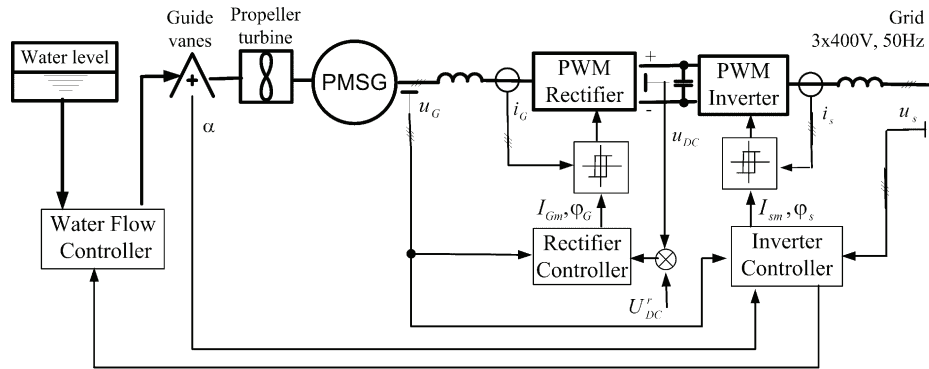 Guide
vanes
Propeller
turbine
Grid
3x400V, 50Hz
Water level
PMSG
PWM
Rectifier
+
-
PWM
Inverter
+
α
u_G
i_G
u_DC
i_s
u_s
I_Gm, φ_G
I_sm, φ_s
Water Flow
Controller
Rectifier
Controller
Inverter
Controller
U^r_DC